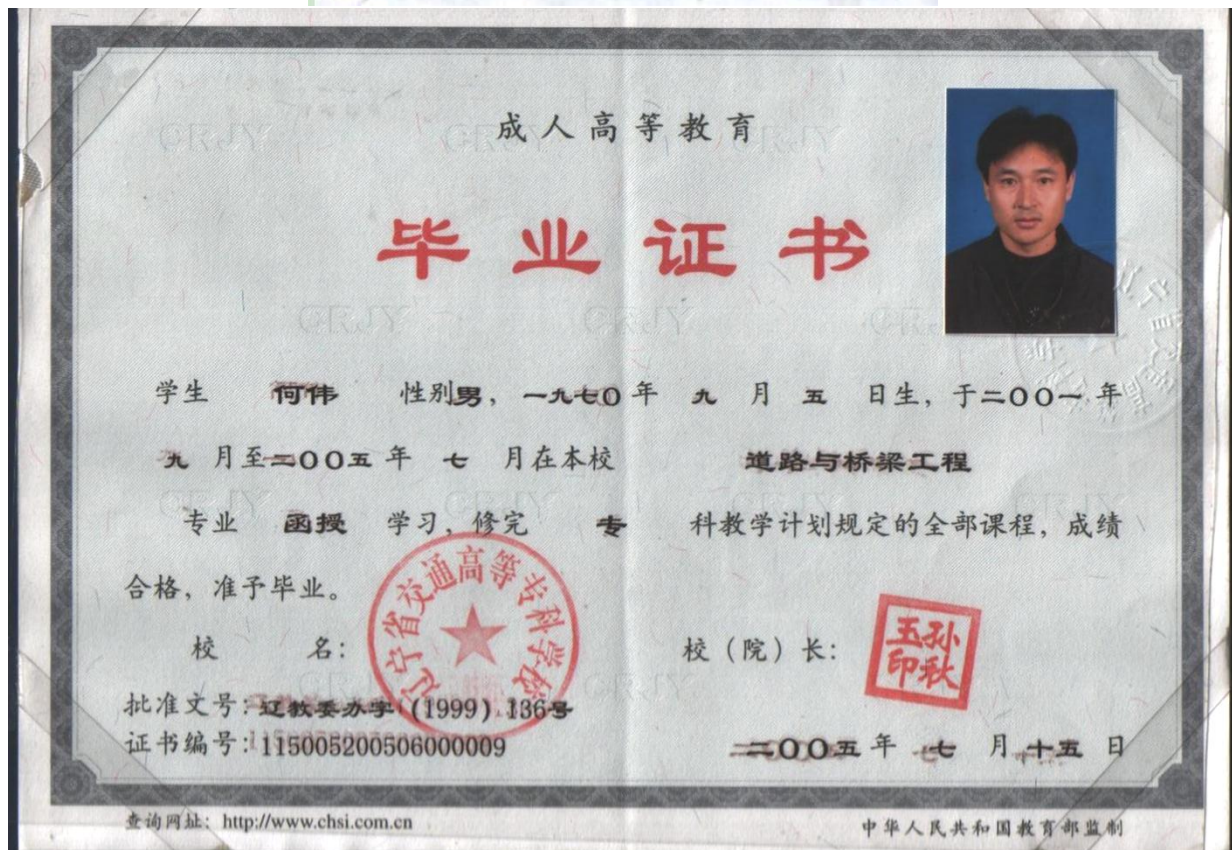 成人高等教育
毕业证书
学生 何伟 性别男，一九七0年 九 月 五 日生，于二00一年
九 月至二00五年 七 月在本校 道路与桥梁工程
专业 函授 学习，修完 专 科教学计划规定的全部课程，成绩
合格，准予毕业。
校 名： 校（院）长：
辽宁省交通高等专科学校
孙秋玉印
批准文号：辽教委办字（1999）136号
证书编号：115005200506000009 二00五年 七 月 十五 日
查询网址：http://www.chsi.com.cn 中华人民共和国教育部监制